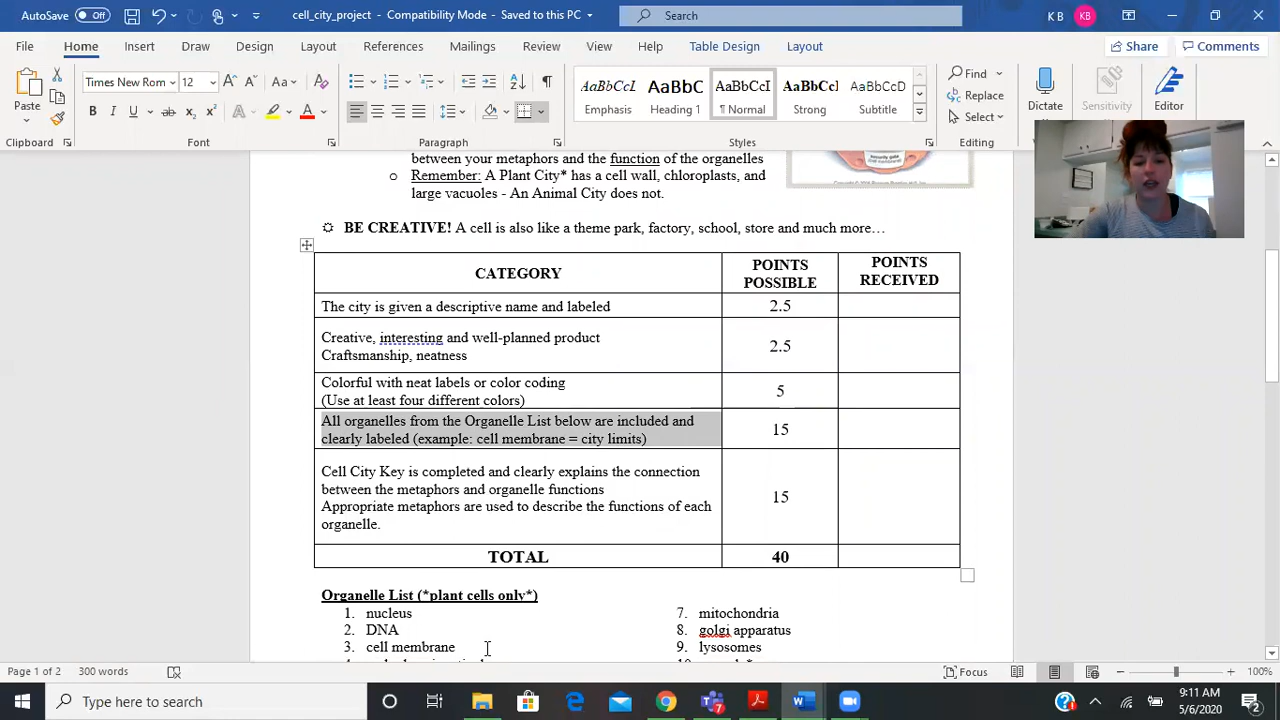 AutoSave Off cell_city_project - Compatibility Mode - Saved to this PC Search K B KB
File Home Insert Draw Design Layout References Mailings Review View Help Table Design Layout Share Comments
Times New Rom 12 Aa Find
Paste B I U ab A AaBbCcI AaBbC AaBbCcI AaBbCcI AaBbCcD Replace Dictate Sensitivity Editor
Emphasis Heading 1 ¶ Normal Strong Subtitle Select
Clipboard Font Paragraph Styles Editing Voice Sensitivity Editor
between your metaphors and the function of the organelles
o Remember: A Plant City* has a cell wall, chloroplasts, and
large vacuoles - An Animal City does not.
BE CREATIVE! A cell is also like a theme park, factory, school, store and much more…
CATEGORY POINTS POSSIBLE POINTS RECEIVED
The city is given a descriptive name and labeled 2.5
Creative, interesting and well-planned product
Craftsmanship, neatness 2.5
Colorful with neat labels or color coding
(Use at least four different colors) 5
All organelles from the Organelle List below are included and
clearly labeled (example: cell membrane = city limits) 15
Cell City Key is completed and clearly explains the connection
between the metaphors and organelle functions
Appropriate metaphors are used to describe the functions of each
organelle. 15
TOTAL 40
Organelle List (*plant cells only*)
1. nucleus 7. mitochondria
2. DNA 8. golgi apparatus
3. cell membrane 9. lysosomes
Page 1 of 2 300 words Focus 100%
Type here to search 9:11 AM
5/6/2020